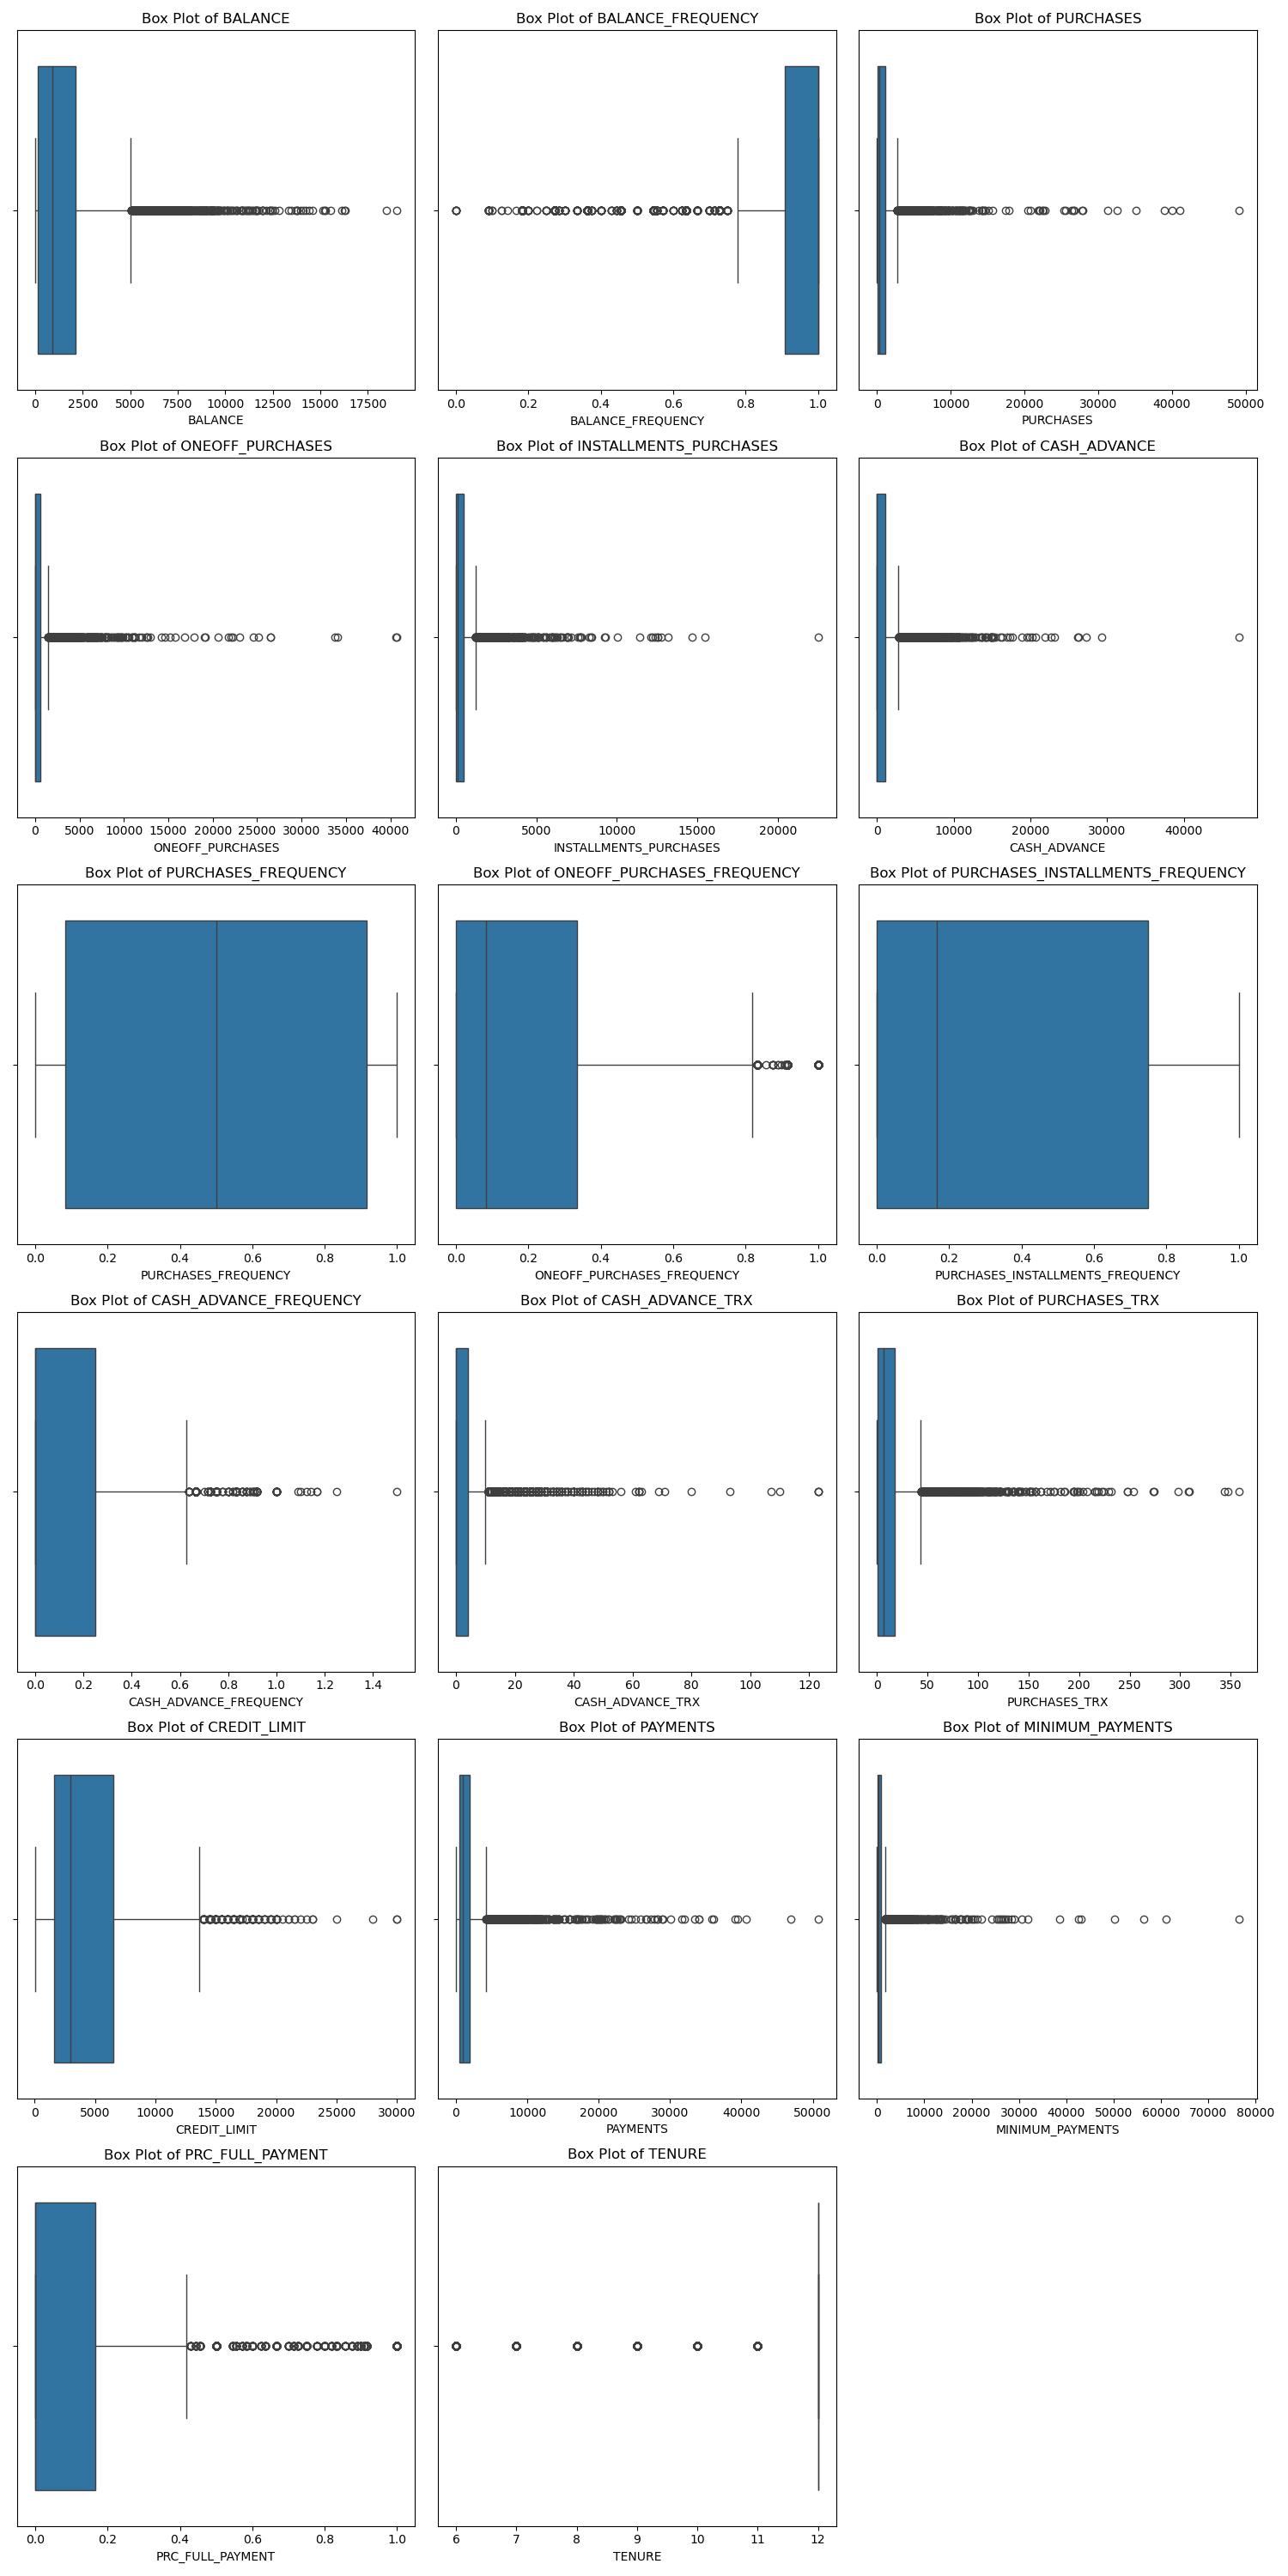 Box Plot of BALANCE
Box Plot of BALANCE_FREQUENCY
Box Plot of PURCHASES
0 2500 5000 7500 10000 12500 15000 17500
BALANCE
0.0 0.2 0.4 0.6 0.8 1.0
BALANCE_FREQUENCY
0 10000 20000 30000 40000 50000
PURCHASES
Box Plot of ONEOFF_PURCHASES
Box Plot of INSTALLMENTS_PURCHASES
Box Plot of CASH_ADVANCE
0 5000 10000 15000 20000 25000 30000 35000 40000
ONEOFF_PURCHASES
0 5000 10000 15000 20000
INSTALLMENTS_PURCHASES
0 10000 20000 30000 40000
CASH_ADVANCE
Box Plot of PURCHASES_FREQUENCY
Box Plot of ONEOFF_PURCHASES_FREQUENCY
Box Plot of PURCHASES_INSTALLMENTS_FREQUENCY
0.0 0.2 0.4 0.6 0.8 1.0
PURCHASES_FREQUENCY
0.0 0.2 0.4 0.6 0.8 1.0
ONEOFF_PURCHASES_FREQUENCY
0.0 0.2 0.4 0.6 0.8 1.0
PURCHASES_INSTALLMENTS_FREQUENCY
Box Plot of CASH_ADVANCE_FREQUENCY
Box Plot of CASH_ADVANCE_TRX
Box Plot of PURCHASES_TRX
0.0 0.2 0.4 0.6 0.8 1.0 1.2 1.4
CASH_ADVANCE_FREQUENCY
0 20 40 60 80 100 120
CASH_ADVANCE_TRX
0 50 100 150 200 250 300 350
PURCHASES_TRX
Box Plot of CREDIT_LIMIT
Box Plot of PAYMENTS
Box Plot of MINIMUM_PAYMENTS
0 5000 10000 15000 20000 25000 30000
CREDIT_LIMIT
0 10000 20000 30000 40000 50000
PAYMENTS
0 10000 20000 30000 40000 50000 60000 70000 80000
MINIMUM_PAYMENTS
Box Plot of PRC_FULL_PAYMENT
Box Plot of TENURE
0.0 0.2 0.4 0.6 0.8 1.0
PRC_FULL_PAYMENT
6 7 8 9 10 11 12
TENURE